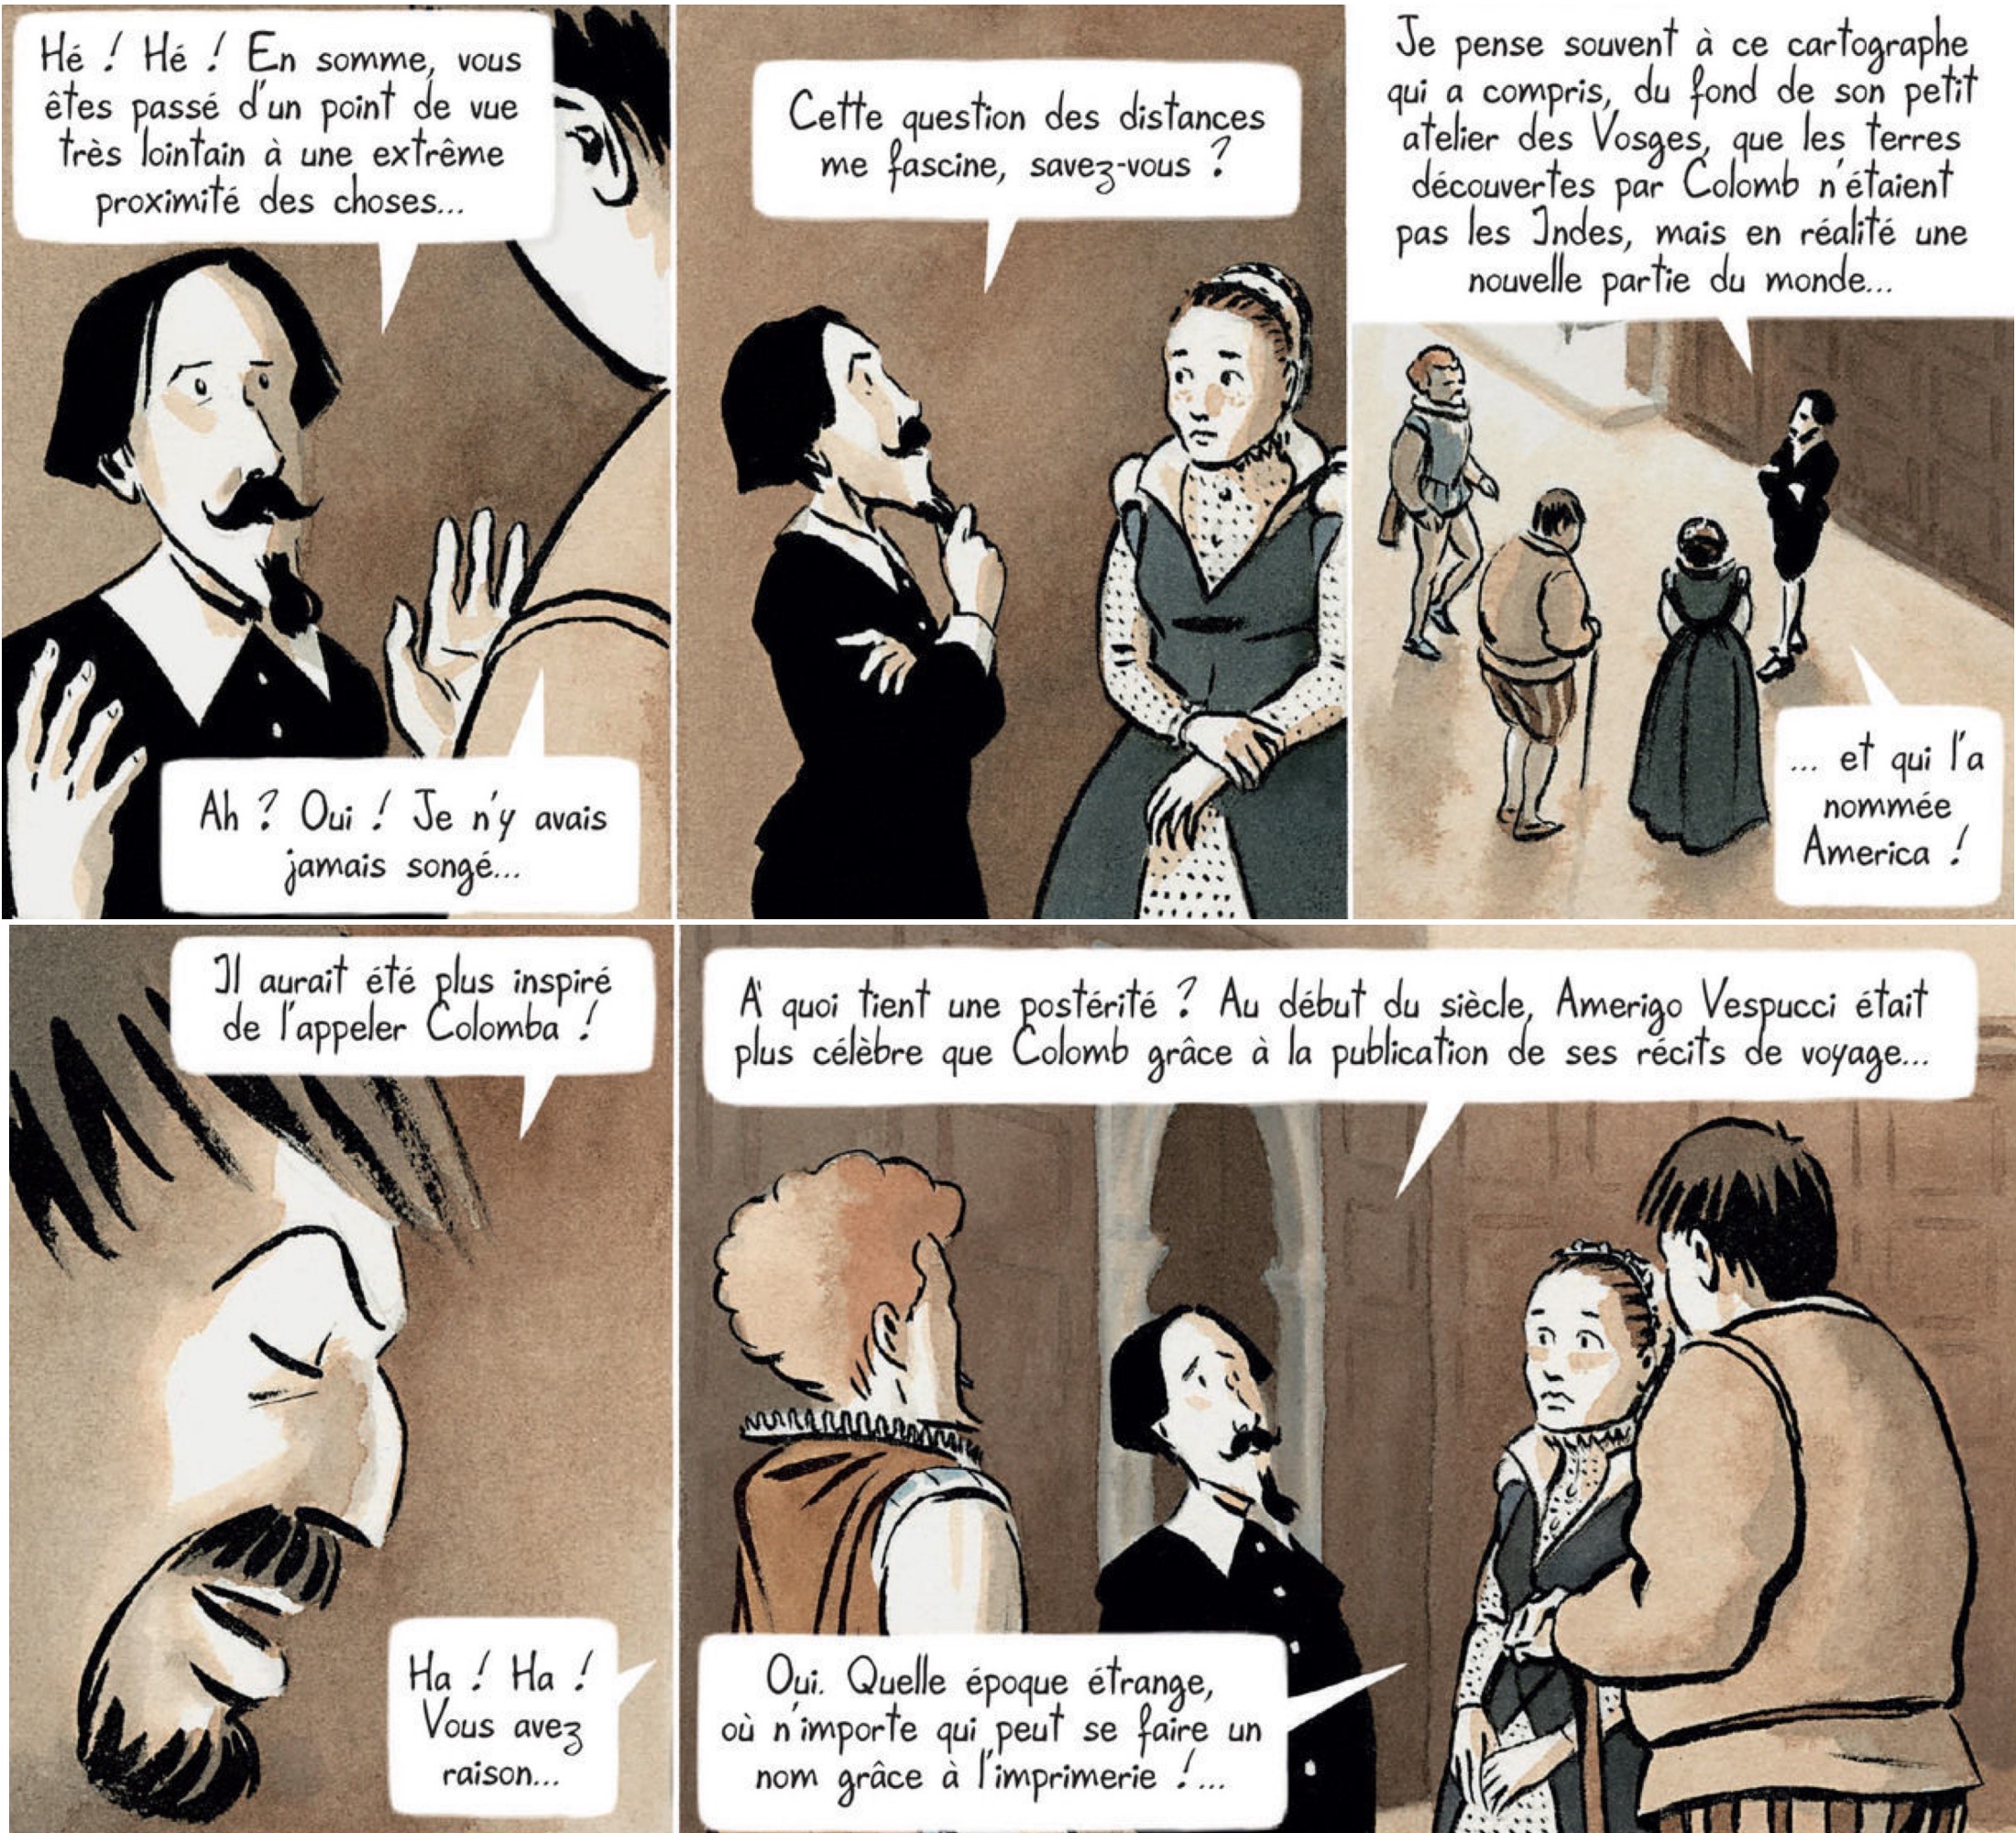 Hé ! Hé ! En somme, vous
êtes passé d'un point de vue
très lointain à une extrême
proximité des choses...
Ah ? Oui ! Je n'y avais
jamais songé...
Cette question des distances
me fascine, savez-vous ?
Je pense souvent à ce cartographe
qui a compris, du fond de son petit
atelier des Vosges, que les terres
découvertes par Colomb n'étaient
pas les Indes, mais en réalité une
nouvelle partie du monde...
... et qui l'a
nommée
America !
Il aurait été plus inspiré
de l'appeler Colomba !
Ha ! Ha !
Vous avez
raison...
À quoi tient une postérité ? Au début du siècle, Amerigo Vespucci était
plus célèbre que Colomb grâce à la publication de ses récits de voyage...
Oui. Quelle époque étrange,
où n'importe qui peut se faire un
nom grâce à l'imprimerie !...